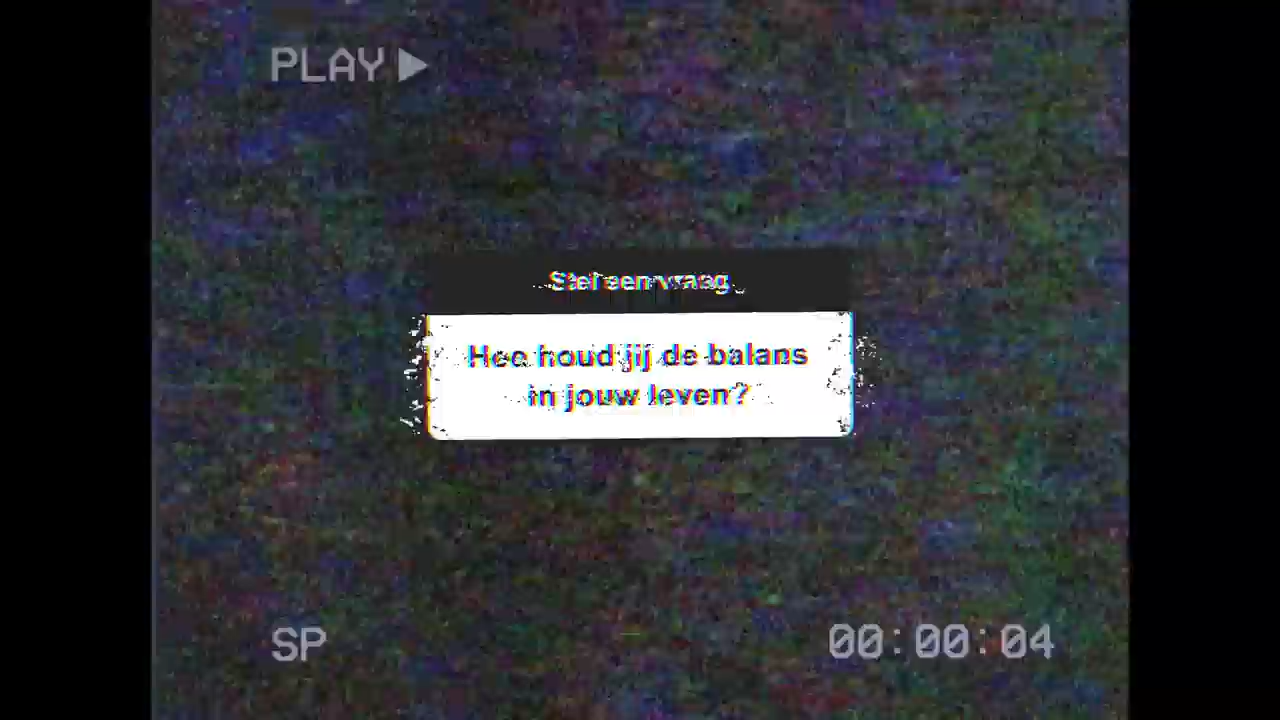 PLAY
Stel een vraag
Hoe houd jij de balans
in jouw leven?
SP
00:00:04